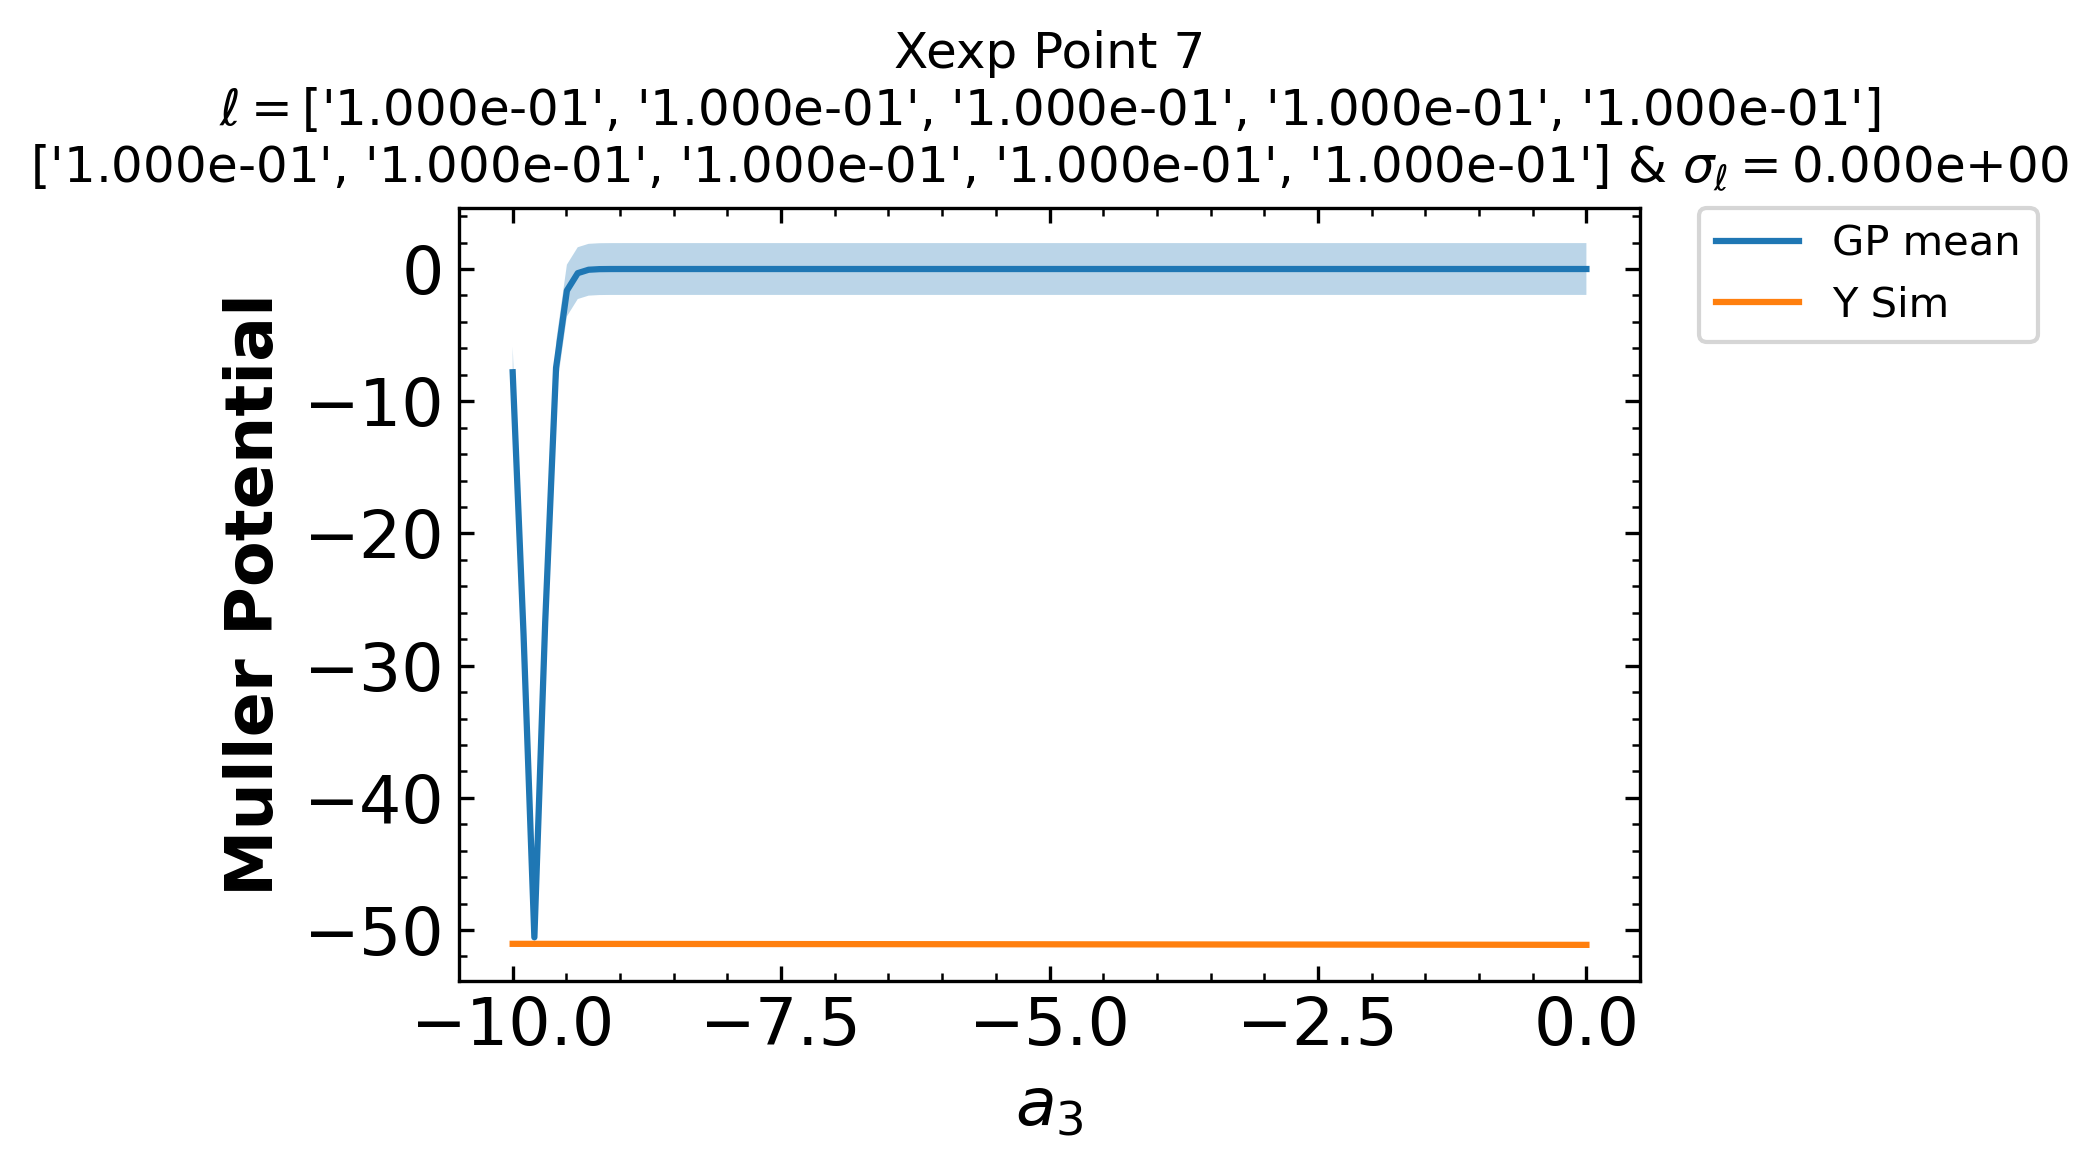 Xexp Point 7
ℓ = ['1.000e-01', '1.000e-01', '1.000e-01', '1.000e-01', '1.000e-01']
['1.000e-01', '1.000e-01', '1.000e-01', '1.000e-01', '1.000e-01'] & σℓ = 0.000e+00
GP mean
Y Sim
Muller Potential
0
−10
−20
−30
−40
−50
−10.0 −7.5 −5.0 −2.5 0.0
a₃